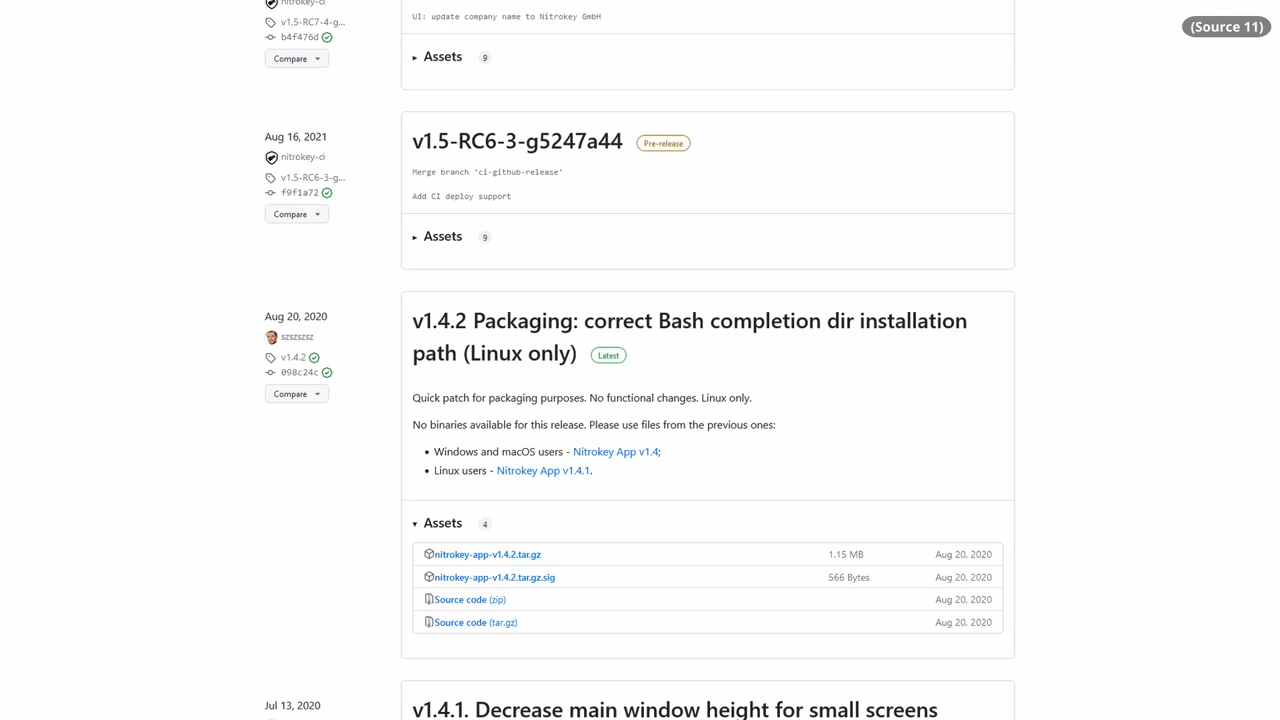 (Source 11)
nitrokey-ci
v1.5-RC7-4-g...
b4f476d
Compare
UI: update company name to Nitrokey GmbH
Assets 9
Aug 16, 2021
nitrokey-ci
v1.5-RC6-3-g...
f9f1a72
Compare
v1.5-RC6-3-g5247a44 Pre-release
Merge branch 'ci-github-release'
Add CI deploy support
Assets 9
Aug 20, 2020
szszszsz
v1.4.2
098c24c
Compare
v1.4.2 Packaging: correct Bash completion dir installation
path (Linux only) Latest
Quick patch for packaging purposes. No functional changes. Linux only.
No binaries available for this release. Please use files from the previous ones:
• Windows and macOS users - Nitrokey App v1.4;
• Linux users - Nitrokey App v1.4.1.
Assets 4
nitrokey-app-v1.4.2.tar.gz 1.15 MB Aug 20, 2020
nitrokey-app-v1.4.2.tar.gz.sig 566 Bytes Aug 20, 2020
Source code (zip) Aug 20, 2020
Source code (tar.gz) Aug 20, 2020
Jul 13, 2020
v1.4.1. Decrease main window height for small screens